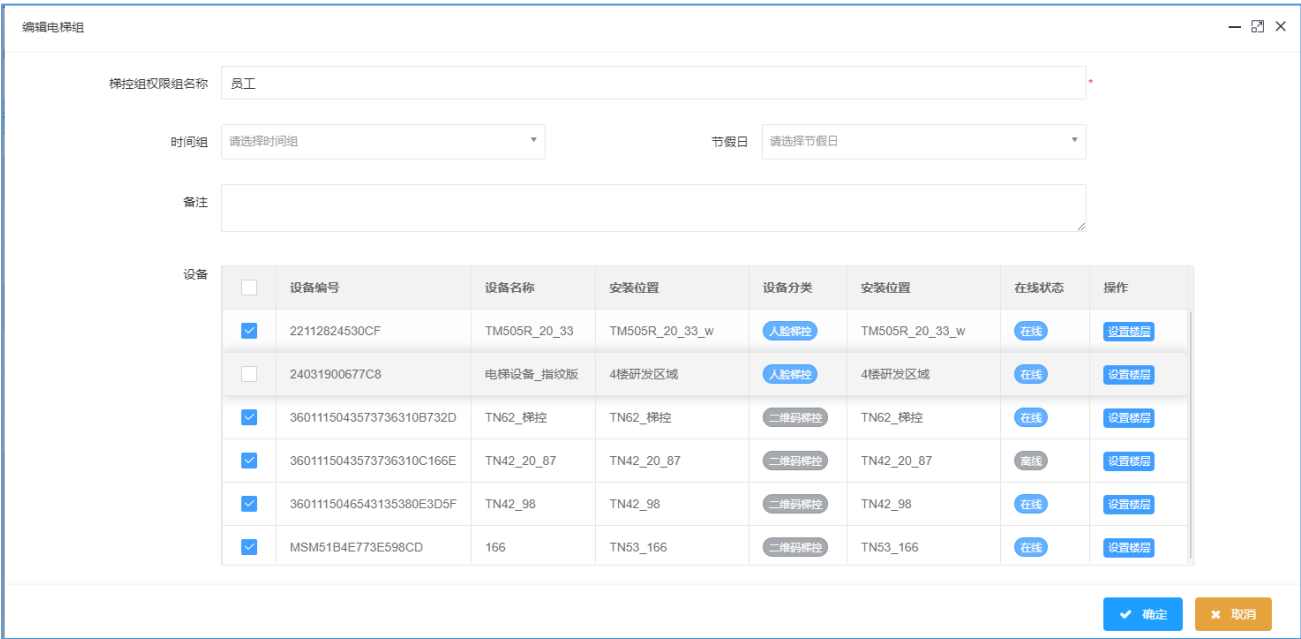 编辑电梯组
梯控组权限组名称 员工 *
时间组 请选择时间组 节假日 请选择节假日
备注
设备
设备编号 设备名称 安装位置 设备分类 安装位置 在线状态 操作
22112824530CF TM505R_20_33 TM505R_20_33_w 人脸梯控 TM505R_20_33_w 在线 设置楼层
24031900677C8 电梯设备_指纹版 4楼研发区域 人脸梯控 4楼研发区域 在线 设置楼层
3601115043573736310B732D TN62_梯控 TN62_梯控 二维码梯控 TN62_梯控 在线 设置楼层
3601115043573736310C166E TN42_20_87 TN42_20_87 二维码梯控 TN42_20_87 离线 设置楼层
3601115046543135380E3D5F TN42_98 TN42_98 二维码梯控 TN42_98 在线 设置楼层
MSM51B4E773E598CD 166 TN53_166 二维码梯控 TN53_166 在线 设置楼层
确定 取消